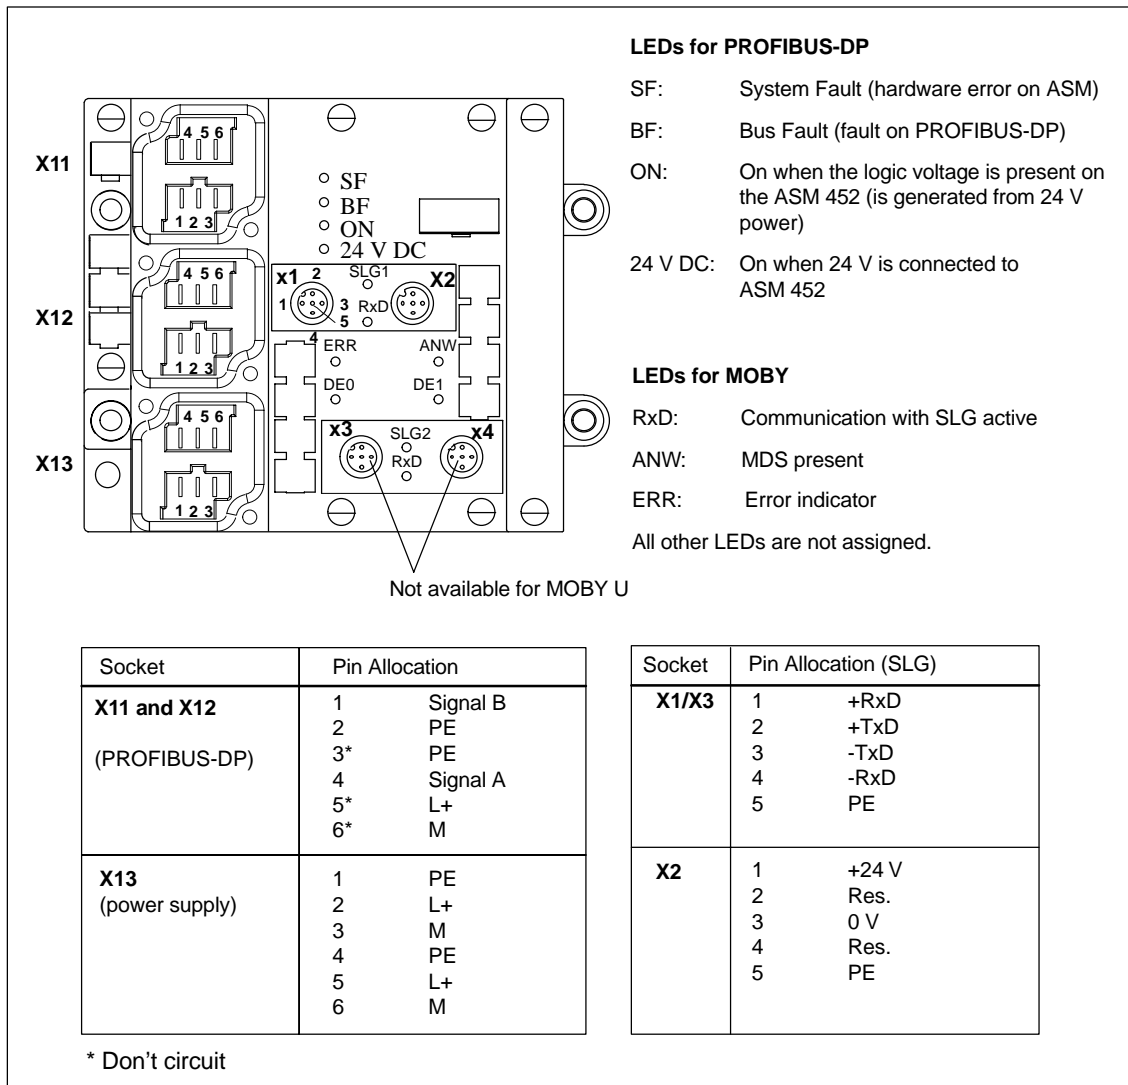 X11
4 5 6
1 2 3
X12
4 5 6
1 2 3
X13
4 5 6
1 2 3
SF
BF
ON
24 V DC
x1 2 SLG1 X2
1 3 RxD
5
4 ERR ANW
DE0 DE1
x3 SLG2 x4
RxD
Not available for MOBY U
LEDs for PROFIBUS-DP
SF: System Fault (hardware error on ASM)
BF: Bus Fault (fault on PROFIBUS-DP)
ON: On when the logic voltage is present on
the ASM 452 (is generated from 24 V
power)
24 V DC: On when 24 V is connected to
ASM 452
LEDs for MOBY
RxD: Communication with SLG active
ANW: MDS present
ERR: Error indicator
All other LEDs are not assigned.
Socket Pin Allocation
X11 and X12 1 Signal B
2 PE
(PROFIBUS-DP) 3* PE
4 Signal A
5* L+
6* M
X13 1 PE
(power supply) 2 L+
3 M
4 PE
5 L+
6 M
Socket Pin Allocation (SLG)
X1/X3 1 +RxD
2 +TxD
3 -TxD
4 -RxD
5 PE
X2 1 +24 V
2 Res.
3 0 V
4 Res.
5 PE
* Don't circuit